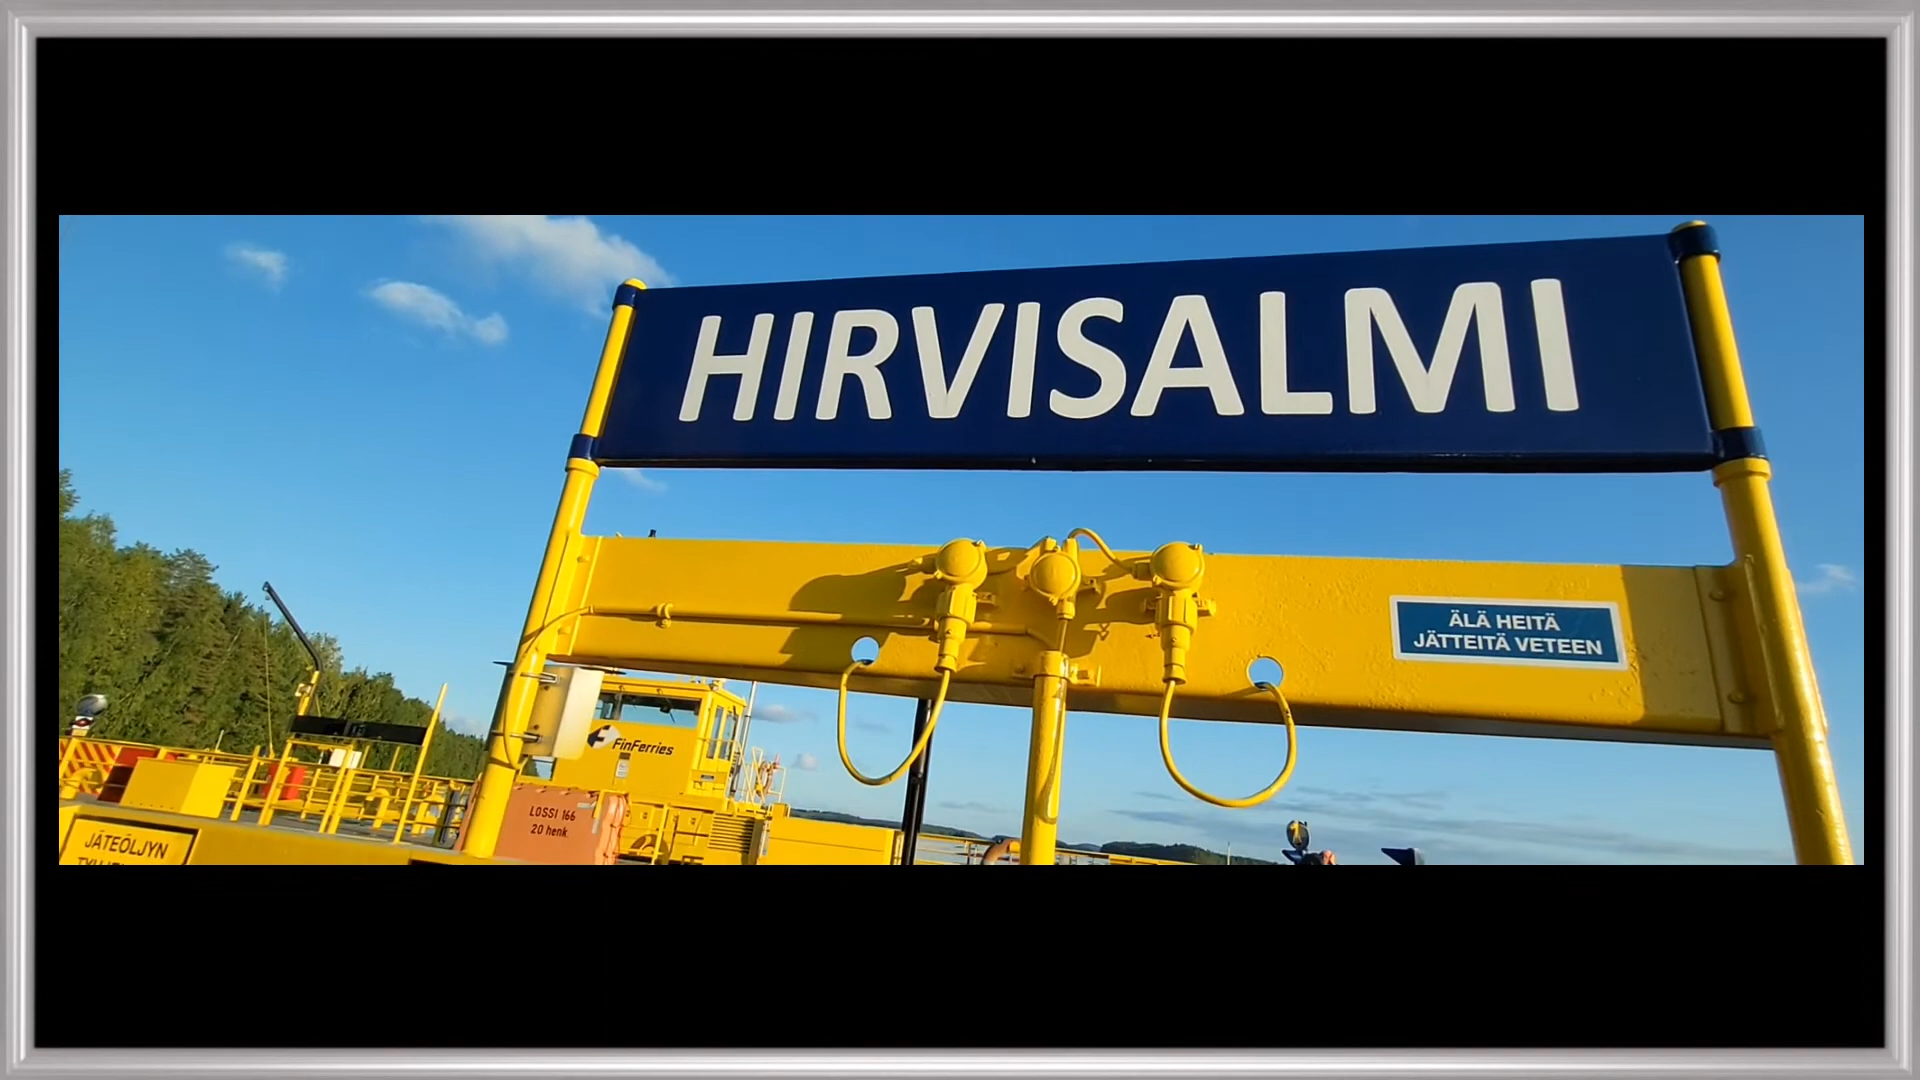 HIRVISALMI
ÄLÄ HEITÄ
JÄTTEITÄ VETEEN
FinFerries
LOSSI 166
20 henk.
JÄTEÖLJYN